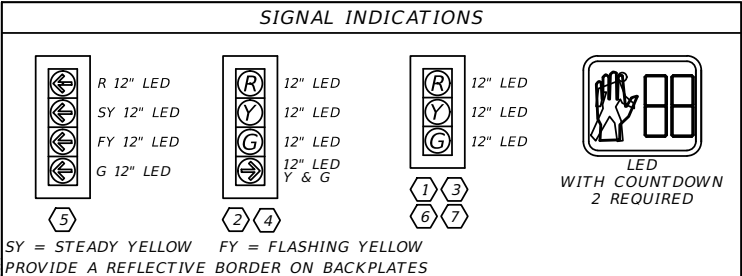 SIGNAL INDICATIONS
R 12" LED
SY 12" LED
FY 12" LED
G 12" LED
5
R
Y
G
12" LED
12" LED
12" LED
12" LED
Y & G
2 4
R
Y
G
12" LED
12" LED
12" LED
1 3
6 7
LED
WITH COUNTDOWN
2 REQUIRED
SY = STEADY YELLOW FY = FLASHING YELLOW
PROVIDE A REFLECTIVE BORDER ON BACKPLATES